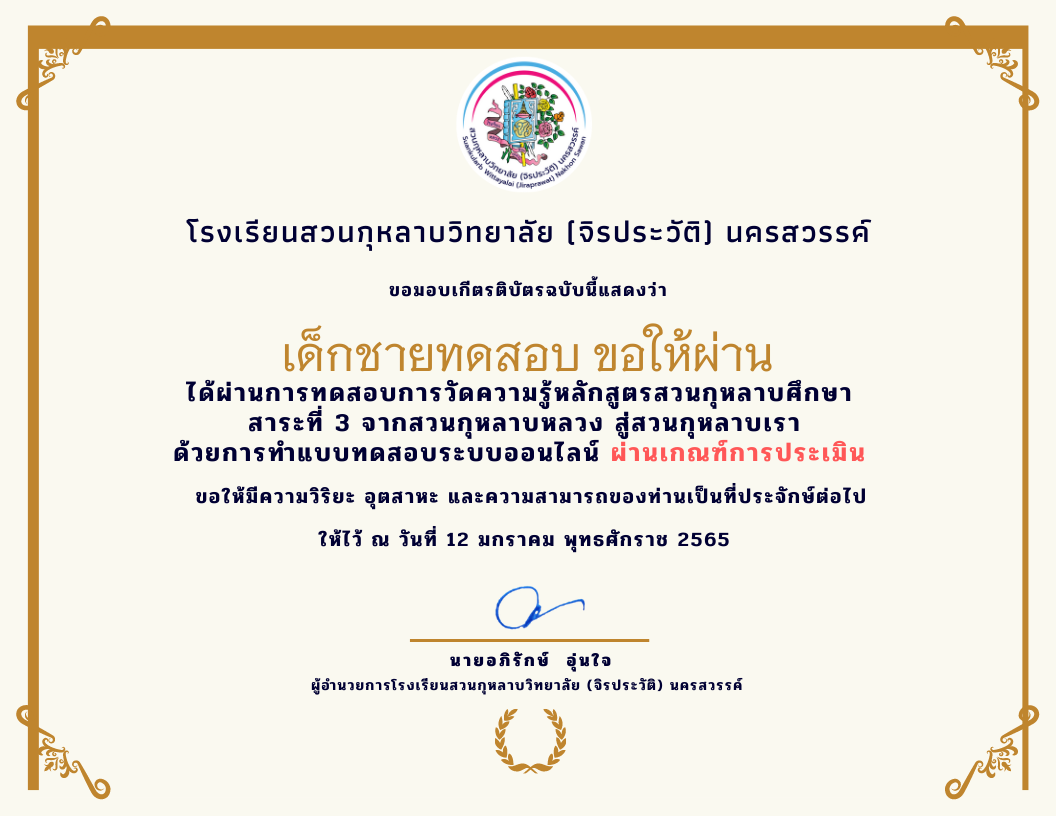 สวนกุหลาบวิทยาลัย (จิรประวัติ) นครสวรรค์
Suankularb Wittayalai (Jiraprawat) Nakhon Sawan
โรงเรียนสวนกุหลาบวิทยาลัย (จิรประวัติ) นครสวรรค์
ขอมอบเกีตรติบัตรฉบับนี้แสดงว่า
เด็กชายทดสอบ ขอให้ผ่าน
ได้ผ่านการทดสอบการวัดความรู้หลักสูตรสวนกุหลาบศึกษา
สาระที่ 3 จากสวนกุหลาบหลวง สู่สวนกุหลาบเรา
ด้วยการทำแบบทดสอบระบบออนไลน์ ผ่านเกณฑ์การประเมิน
ขอให้มีความวิริยะ อุตสาหะ และความสามารถของท่านเป็นที่ประจักษ์ต่อไป
ให้ไว้ ณ วันที่ 12 มกราคม พุทธศักราช 2565
นายอภิรักษ์ อุ่นใจ
ผู้อำนวยการโรงเรียนสวนกุหลาบวิทยาลัย (จิรประวัติ) นครสวรรค์